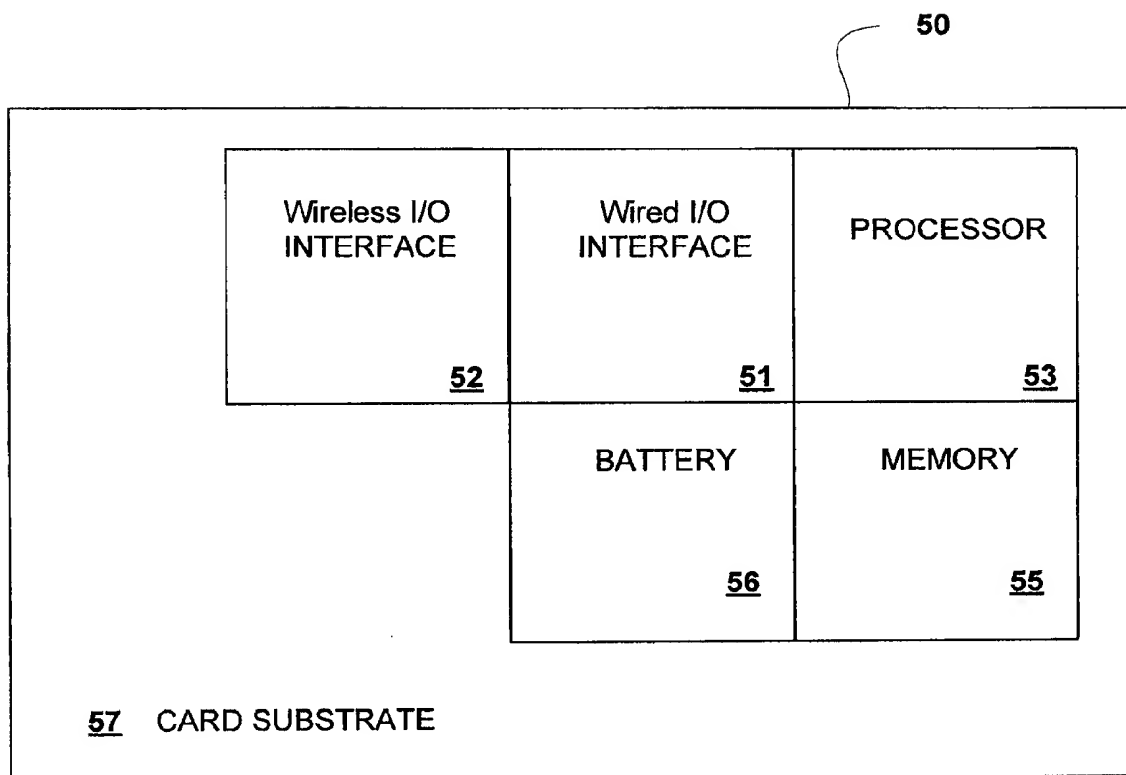 50
Wireless I/O
INTERFACE
52
Wired I/O
INTERFACE
51
PROCESSOR
53
BATTERY
56
MEMORY
55
57 CARD SUBSTRATE